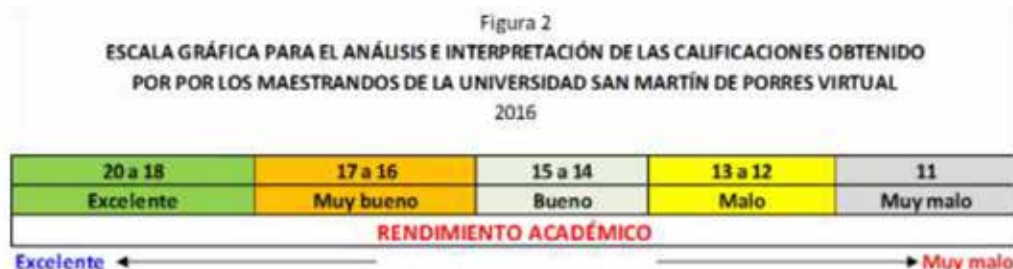 Figura 2
ESCALA GRÁFICA PARA EL ANÁLISIS E INTERPRETACIÓN DE LAS CALIFICACIONES OBTENIDO
POR POR LOS MAESTRANDOS DE LA UNIVERSIDAD SAN MARTÍN DE PORRES VIRTUAL
2016
20 a 18 17 a 16 15 a 14 13 a 12 11
Excelente Muy bueno Bueno Malo Muy malo
RENDIMIENTO ACADÉMICO
Excelente Muy malo